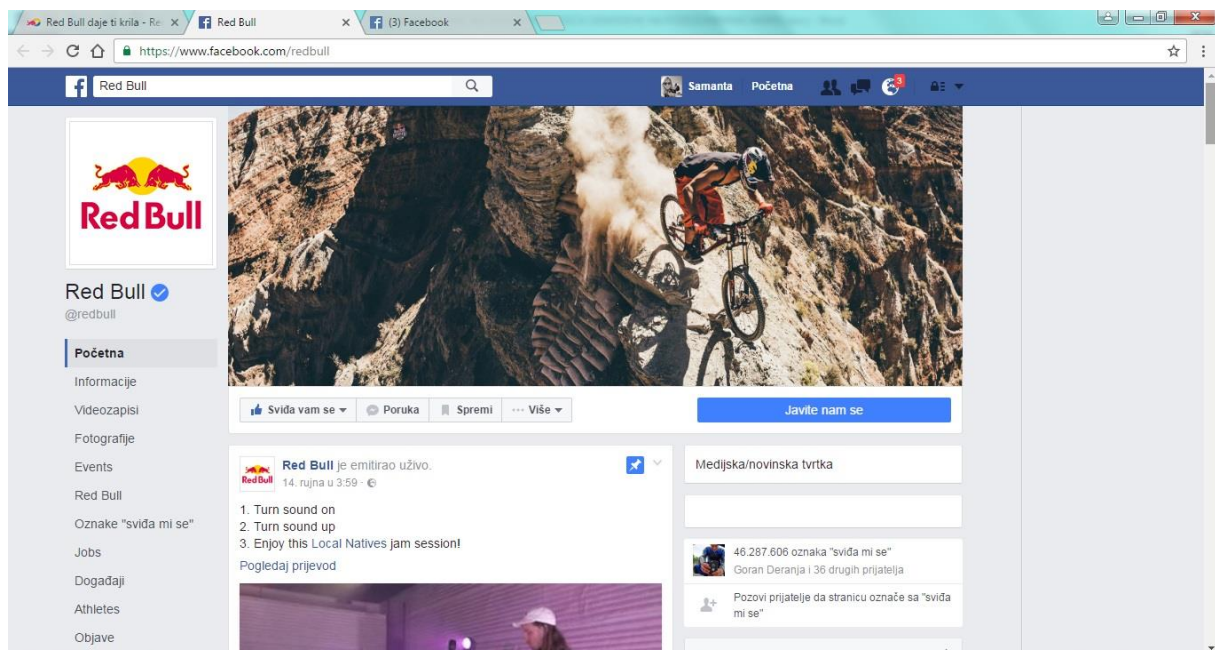 Red Bull daje ti krila - Re
Red Bull
(3) Facebook
https://www.facebook.com/redbull
Red Bull
Samanta
Početna
3
Red Bull
Red Bull
@redbull
Početna
Informacije
Videozapisi
Fotografije
Events
Red Bull
Oznake "sviđa mi se"
Jobs
Događaji
Athletes
Objave
Sviđa vam se
Poruka
Spremi
Više
Javite nam se
Red Bull
Red Bull je emitirao uživo.
14. rujna u 3:59 ·
1. Turn sound on
2. Turn sound up
3. Enjoy this Local Natives jam session!
Pogledaj prijevod
Medijska/novinska tvrtka
46.287.606 oznaka "sviđa mi se"
Goran Deranja i 36 drugih prijatelja
Pozovi prijatelje da stranicu označe sa "sviđa
mi se"